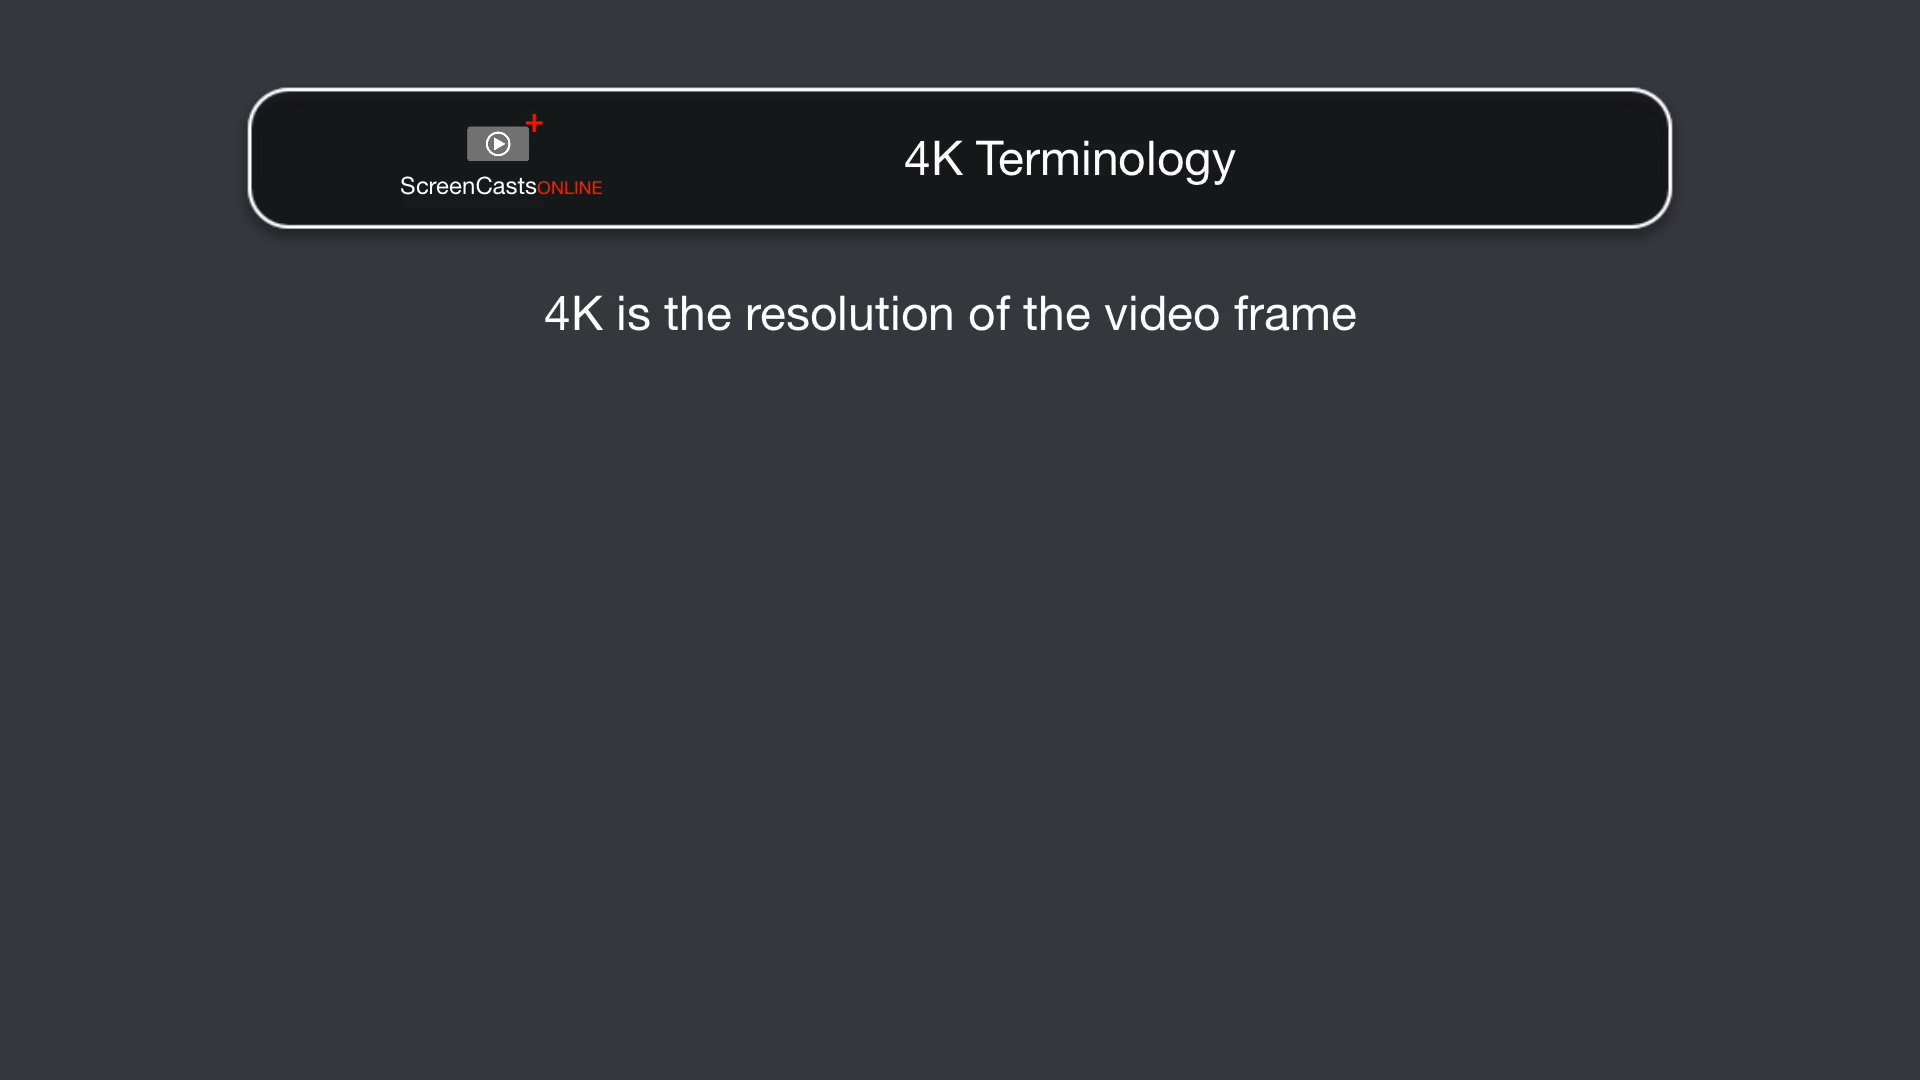 ScreenCastsONLINE
4K Terminology
4K is the resolution of the video frame